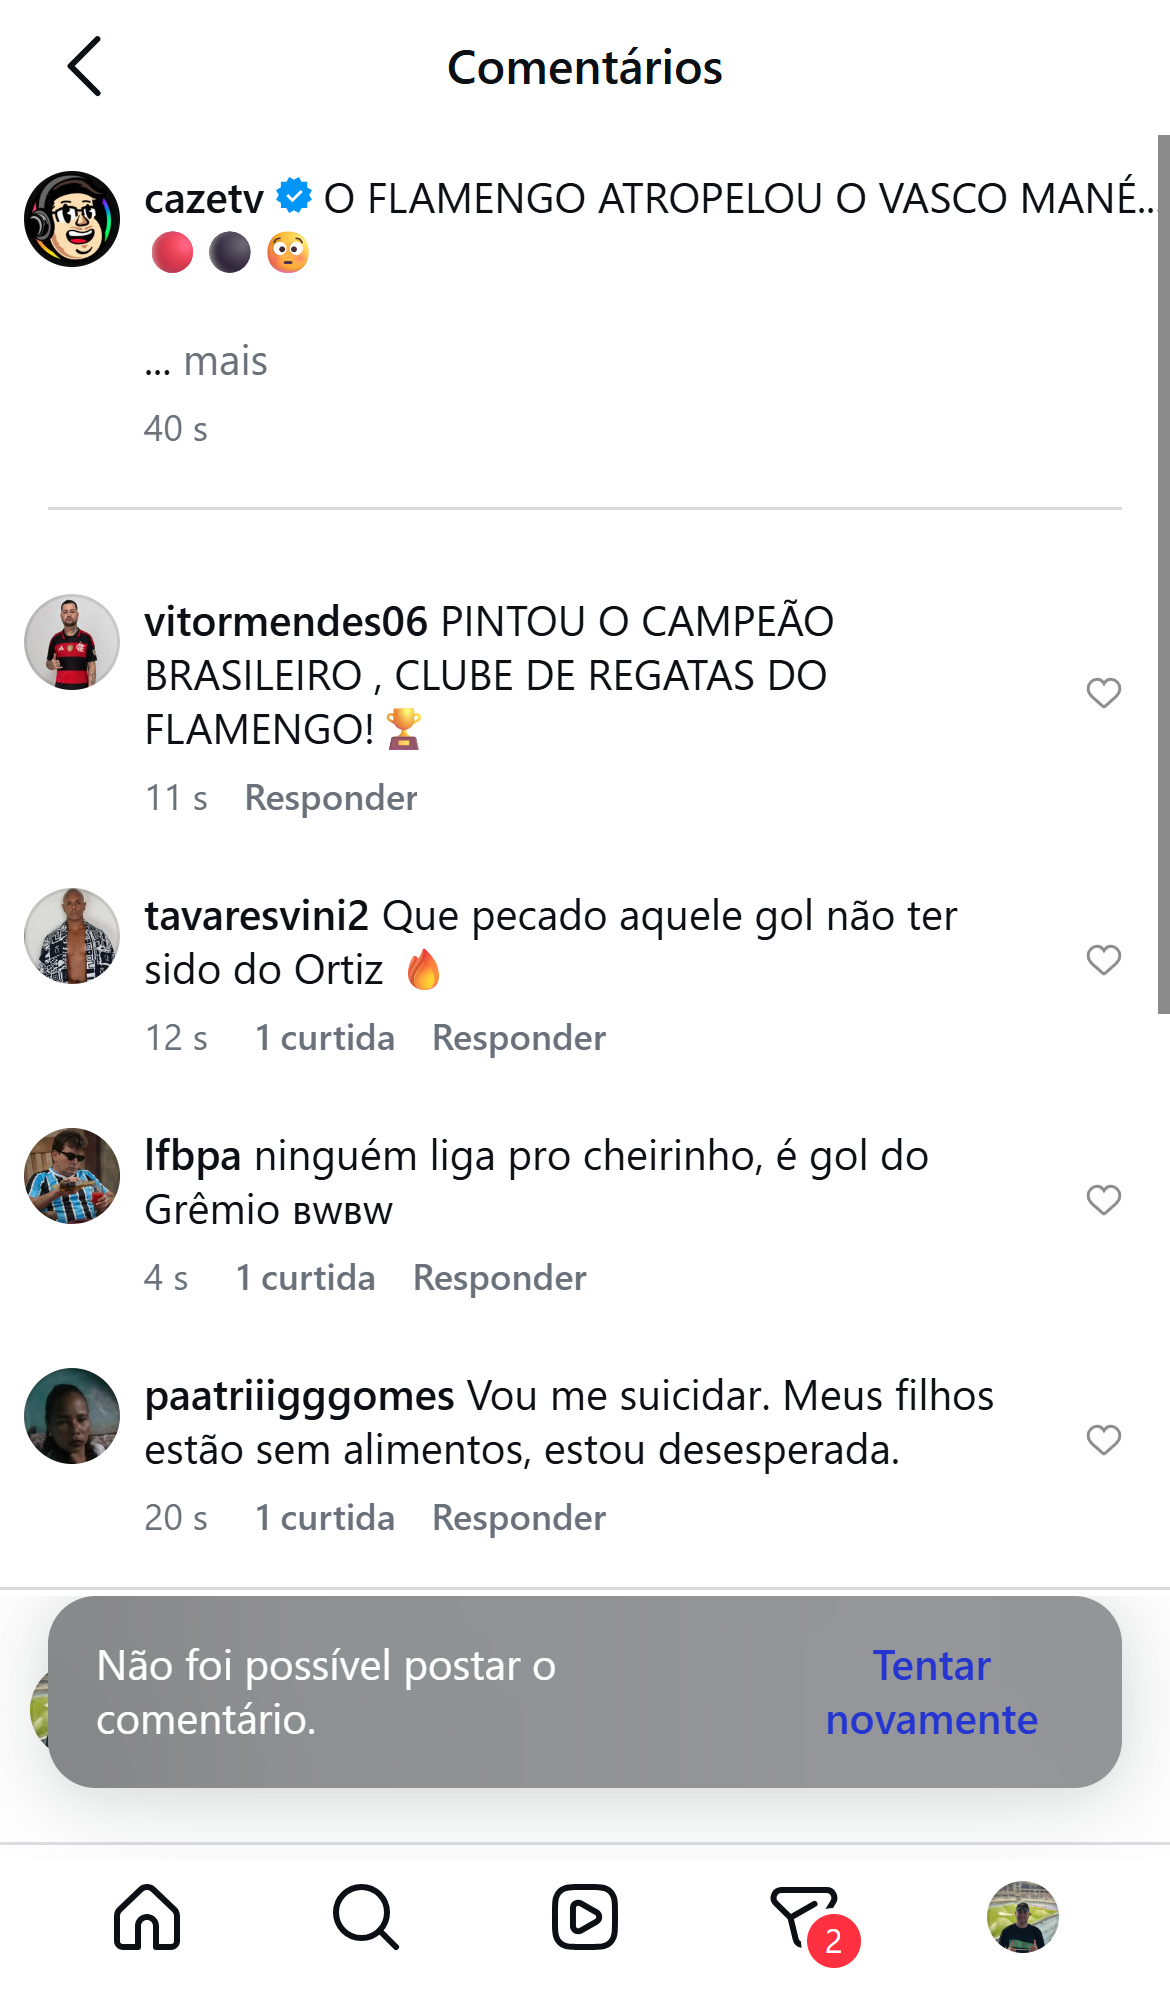 Comentários
cazetv O FLAMENGO ATROPELOU O VASCO MANÉ...
... mais
40 s
vitormendes06 PINTOU O CAMPEÃO
BRASILEIRO , CLUBE DE REGATAS DO
FLAMENGO! 🏆
11 s Responder
tavaresvini2 Que pecado aquele gol não ter
sido do Ortiz 🔥
12 s 1 curtida Responder
lfbpa ninguém liga pro cheirinho, é gol do
Grêmio ʙᴡʙᴡ
4 s 1 curtida Responder
paatriiigggomes Vou me suicidar. Meus filhos
estão sem alimentos, estou desesperada.
20 s 1 curtida Responder
Não foi possível postar o
comentário.
Tentar
novamente
2